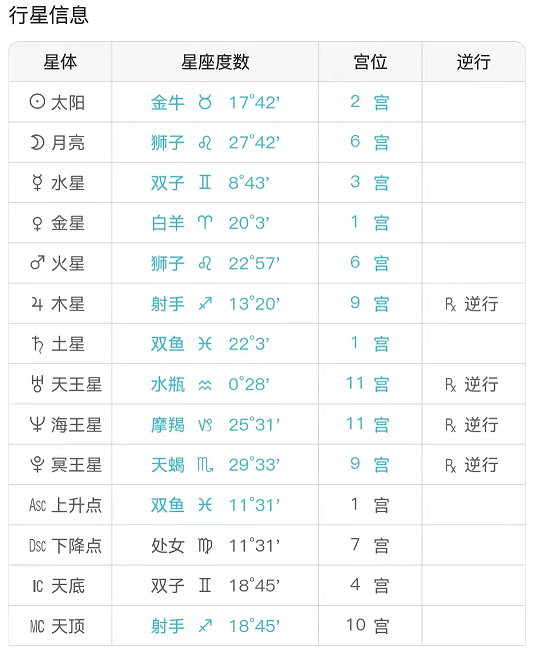 行星信息
星体 星座度数 宫位 逆行
☉ 太阳 金牛 ♉ 17°42’ 2 宫
☽ 月亮 狮子 ♌ 27°42’ 6 宫
☿ 水星 双子 ♊ 8°43’ 3 宫
♀ 金星 白羊 ♈ 20°3’ 1 宫
♂ 火星 狮子 ♌ 22°57’ 6 宫
♃ 木星 射手 ♐ 13°20’ 9 宫 ℞ 逆行
♄ 土星 双鱼 ♓ 22°3’ 1 宫
♅ 天王星 水瓶 ♒ 0°28’ 11 宫 ℞ 逆行
♆ 海王星 摩羯 ♑ 25°31’ 11 宫 ℞ 逆行
♇ 冥王星 天蝎 ♏ 29°33’ 9 宫 ℞ 逆行
Asc 上升点 双鱼 ♓ 11°31’ 1 宫
Dsc 下降点 处女 ♍ 11°31’ 7 宫
IC 天底 双子 ♊ 18°45’ 4 宫
MC 天顶 射手 ♐ 18°45’ 10 宫